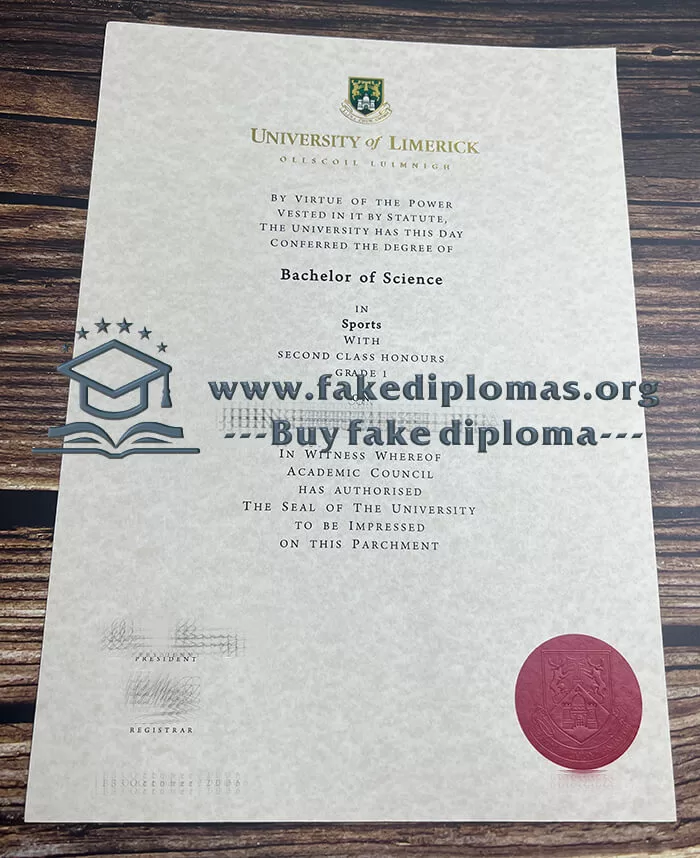 UNIVERSITY of LIMERICK
OLLSCOIL LUIMNIGH
BY VIRTUE OF THE POWER
VESTED IN IT BY STATUTE,
THE UNIVERSITY HAS THIS DAY
CONFERRED THE DEGREE OF
Bachelor of Science
IN
Sports
WITH
SECOND CLASS HONOURS
GRADE 1
www.fakediplomas.org
ON
---Buy fake diploma---
IN WITNESS WHEREOF
ACADEMIC COUNCIL
HAS AUTHORISED
THE SEAL OF THE UNIVERSITY
TO BE IMPRESSED
ON THIS PARCHMENT
PRESIDENT
REGISTRAR